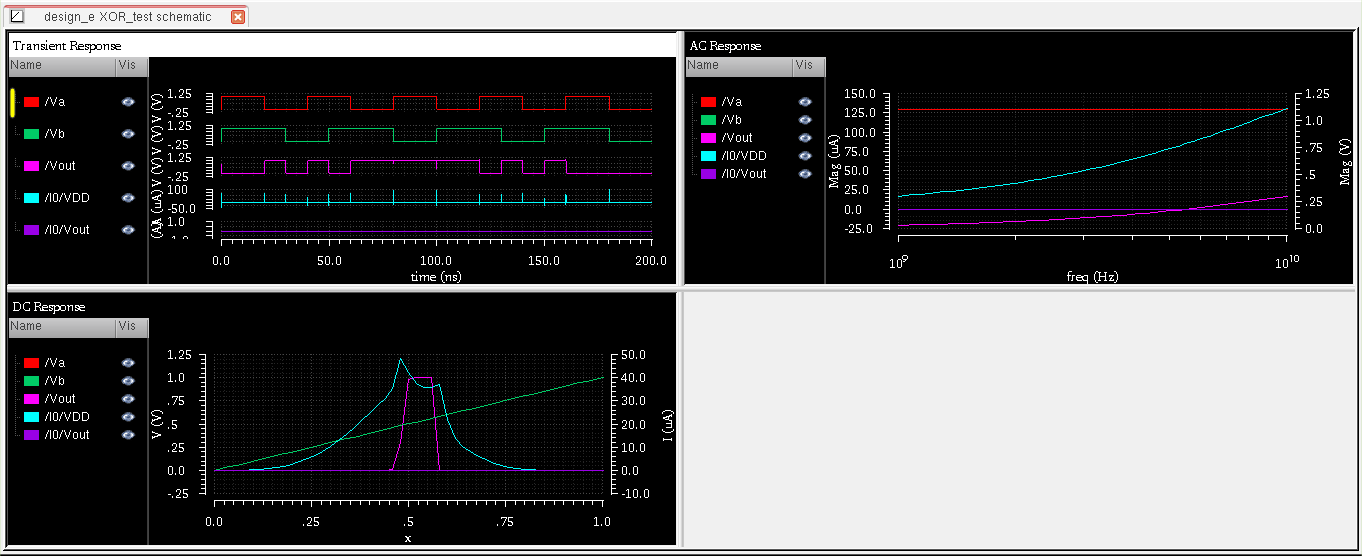 design_e XOR_test schematic
Transient Response
Name Vis
/Va
/Vb
/Vout
/I0/VDD
/I0/Vout
1.25
-.25
1.25
-.25
1.25
-.25
100
-50.0
1.0
-1.0
V (V)
V (V)
V (V)
(uA)
(A)
0.0 50.0 100.0 150.0 200.0
time (ns)
AC Response
Name Vis
/Va
/Vb
/Vout
/I0/VDD
/I0/Vout
Mag (uA)
150.0
125.0
100.0
75.0
50.0
25.0
0.0
-25.0
1.25
1.0
.75
.5
.25
0.0
Mag (V)
10^9 10^10
freq (Hz)
DC Response
Name Vis
/Va
/Vb
/Vout
/I0/VDD
/I0/Vout
V (V)
1.25
1.0
.75
.5
.25
0.0
-.25
50.0
40.0
30.0
20.0
10.0
0.0
-10.0
I (uA)
0.0 .25 .5 .75 1.0
x